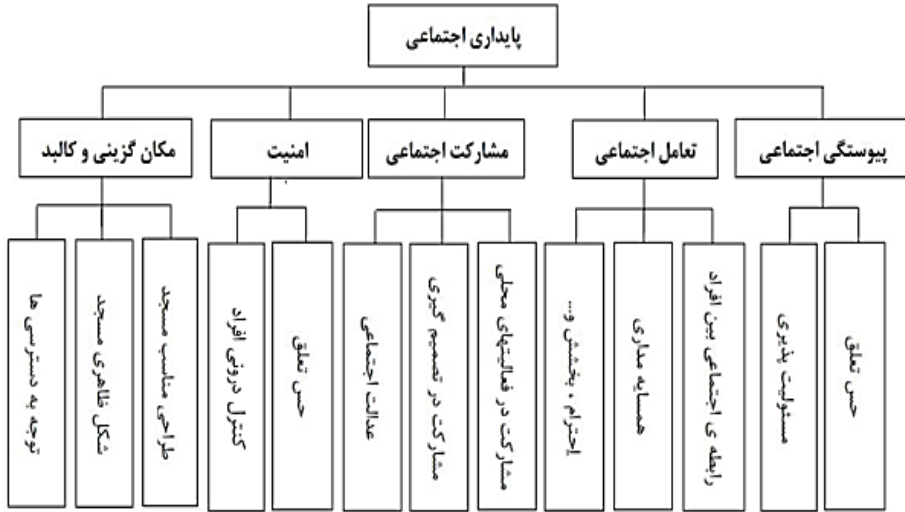 پایداری اجتماعی
پیوستگی اجتماعی
تعامل اجتماعی
مشارکت اجتماعی
امنیت
مکان گزینی و کالبد
حس تعلق
مسئولیت پذیری
رابطه ی اجتماعی بین افراد
همسایه مداری
احترام ، بخشش و...
مشارکت در فعالیتهای محلی
مشارکت در تصمیم گیری
عدالت اجتماعی
حس تعلق
کنترل درونی افراد
طراحی مناسب مسجد
شکل ظاهری مسجد
توجه به دسترسی ها